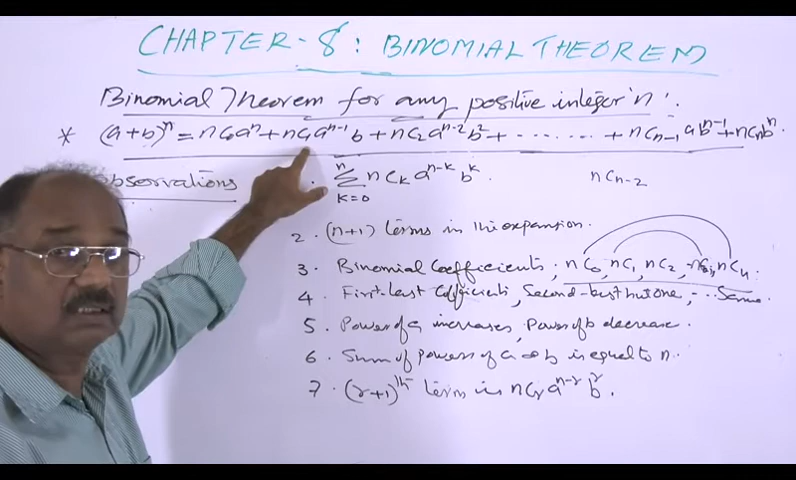 CHAPTER-8: BINOMIAL THEOREM
Binomial Theorem for any positive integer 'n'.
* (a+b)ⁿ = nC₀aⁿ + nC₁aⁿ⁻¹b + nC₂aⁿ⁻²b² + ········ + nCₙ₋₁abⁿ⁻¹ + nCₙbⁿ
Observations . ⁿΣₖ₌₀ nCₖ aⁿ⁻ᵏ bᵏ. nCₙ₋₂
2. (n+1) terms in the expansion.
3. Binomial Coefficients; nC₀, nC₁, nC₂,
4. First-Last Coefficients, Second-last but one, --- Same.
5. Power of a increases, Power of b decrease.
6. Sum of powers of a & b is equal to n.
7. (r+1)ᵗʰ term is nCᵣ aⁿ⁻ʳ bʳ.